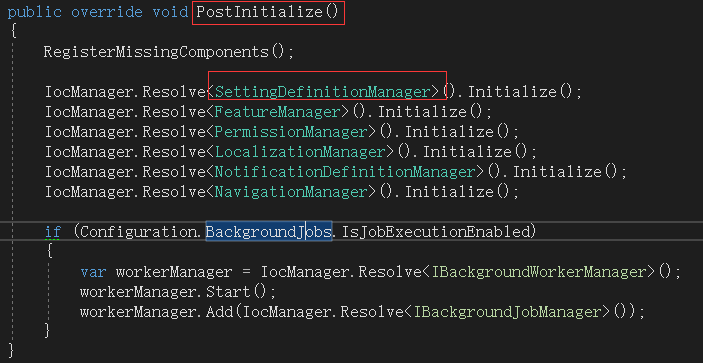 public override void PostInitialize()
{
    RegisterMissingComponents();

    IocManager.Resolve<SettingDefinitionManager>().Initialize();
    IocManager.Resolve<FeatureManager>().Initialize();
    IocManager.Resolve<PermissionManager>().Initialize();
    IocManager.Resolve<LocalizationManager>().Initialize();
    IocManager.Resolve<NotificationDefinitionManager>().Initialize();
    IocManager.Resolve<NavigationManager>().Initialize();

    if (Configuration.BackgroundJobs.IsJobExecutionEnabled)
    {
        var workerManager = IocManager.Resolve<IBackgroundWorkerManager>();
        workerManager.Start();
        workerManager.Add(IocManager.Resolve<IBackgroundJobManager>());
    }
}